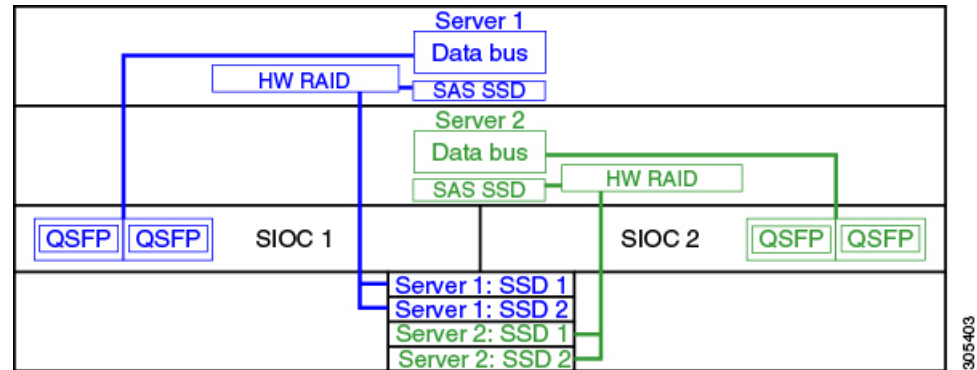 Server 1
Data bus
HW RAID
SAS SSD
Server 2
Data bus
HW RAID
SAS SSD
QSFP QSFP SIOC 1 SIOC 2 QSFP QSFP
Server 1: SSD 1
Server 1: SSD 2
Server 2: SSD 1
Server 2: SSD 2
305403